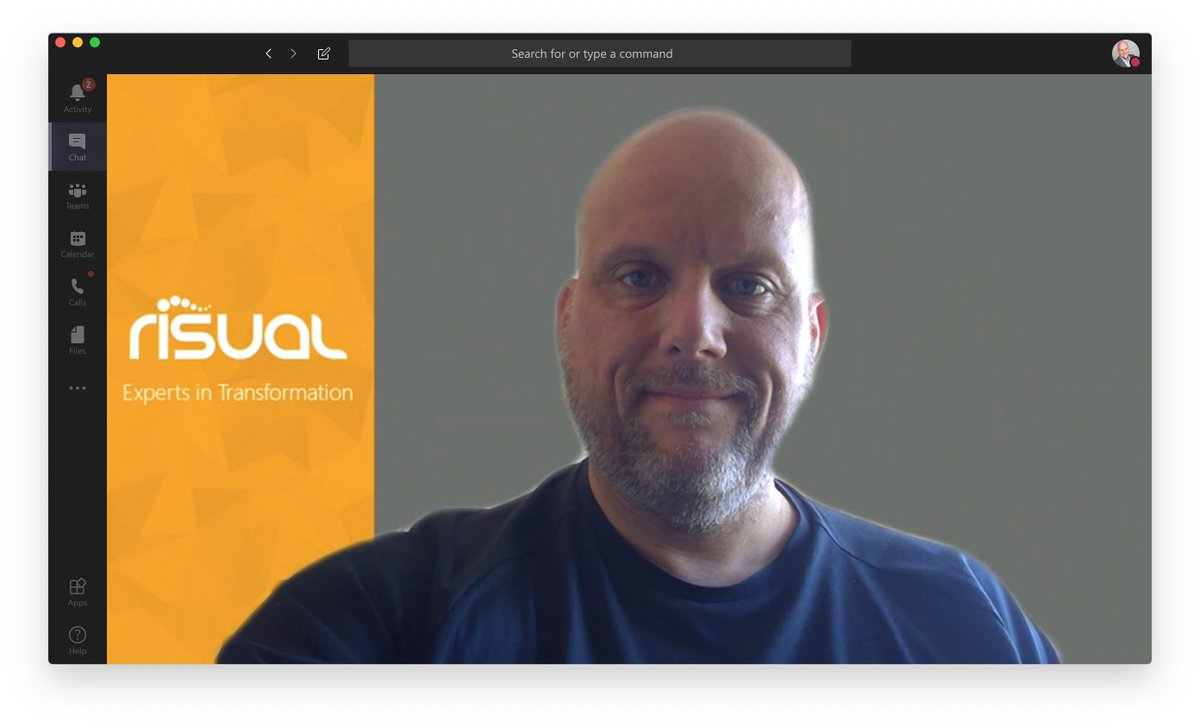 Search for or type a command
2
Activity
Chat
Teams
Calendar
Calls
Files
Apps
Help
risual
Experts in Transformation